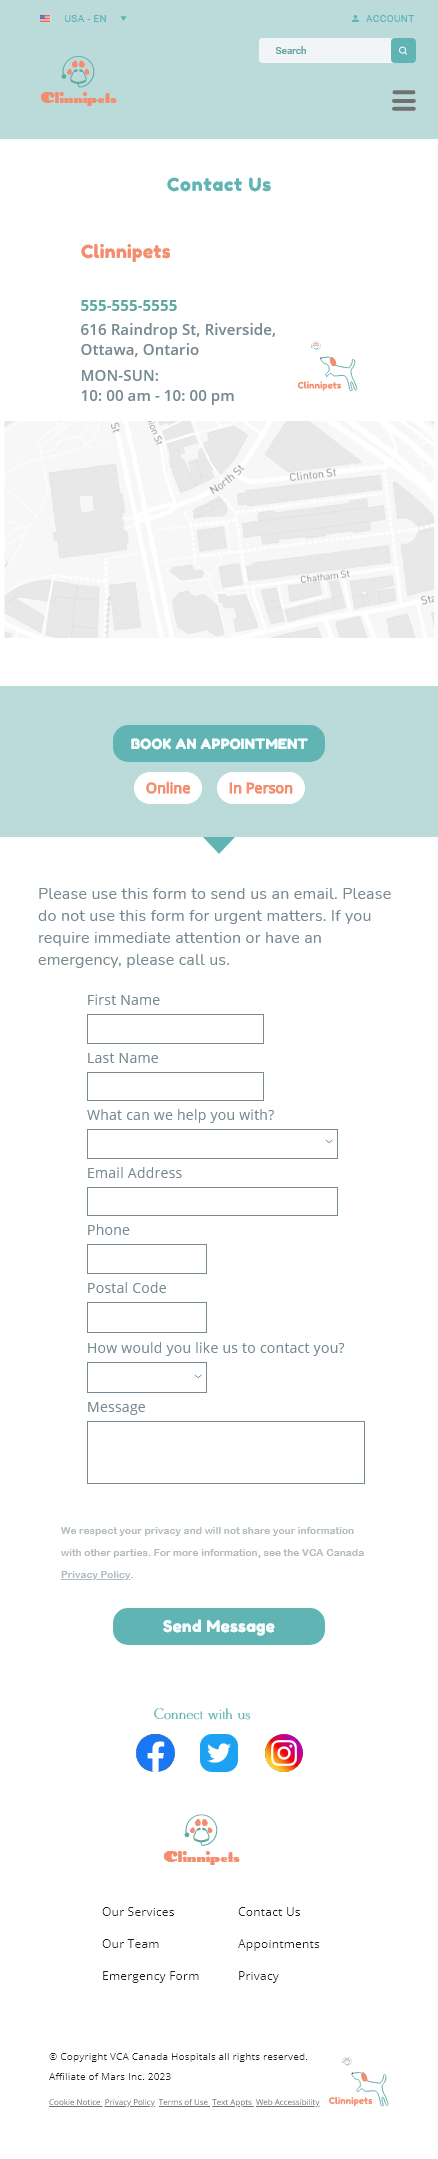 USA - EN
ACCOUNT
Search
Clinnipets
Contact Us
Clinnipets
555-555-5555
616 Raindrop St, Riverside,
Ottawa, Ontario
MON-SUN:
10: 00 am - 10: 00 pm
Clinnipets
St
North St
Clinton St
Chatham St
BOOK AN APPOINTMENT
Online
In Person
Please use this form to send us an email. Please
do not use this form for urgent matters. If you
require immediate attention or have an
emergency, please call us.
First Name
Last Name
What can we help you with?
Email Address
Phone
Postal Code
How would you like us to contact you?
Message
We respect your privacy and will not share your information
with other parties. For more information, see the VCA Canada
Privacy Policy.
Send Message
Connect with us
Clinnipets
Our Services
Contact Us
Our Team
Appointments
Emergency Form
Privacy
© Copyright VCA Canada Hospitals all rights reserved.
Affiliate of Mars Inc. 2023
Cookie Notice Privacy Policy Terms of Use Text Appts Web Accessibility
Clinnipets